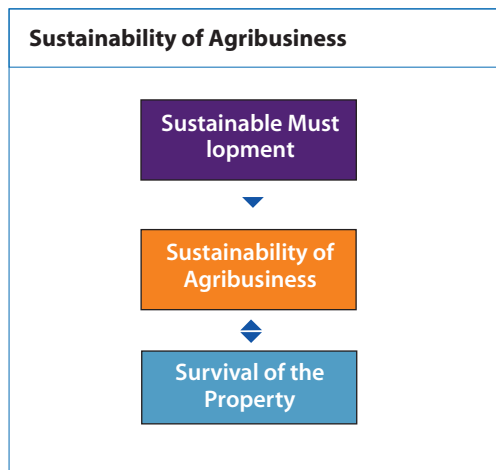 Sustainability of Agribusiness
Sustainable Must
lopment
Sustainability of
Agribusiness
Survival of the
Property